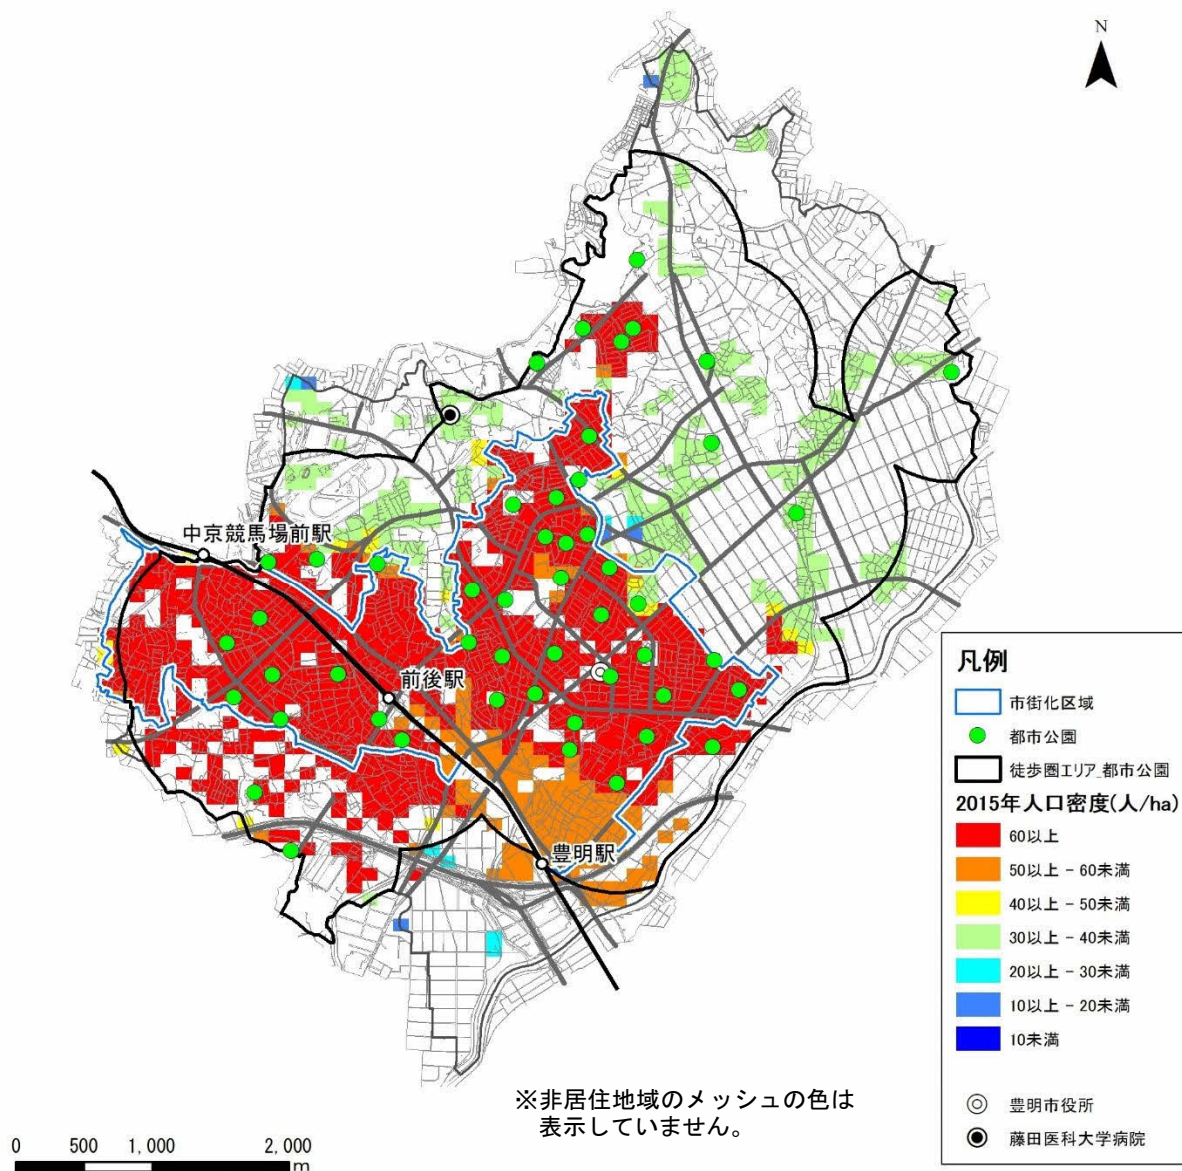 N
中京競馬場前駅
前後駅
豊明駅
凡例
市街化区域
都市公園
徒歩圏エリア_都市公園
2015年人口密度(人/ha)
60以上
50以上 - 60未満
40以上 - 50未満
30以上 - 40未満
20以上 - 30未満
10以上 - 20未満
10未満
豊明市役所
藤田医科大学病院
※非居住地域のメッシュの色は
表示していません。
0 500 1,000 2,000
m